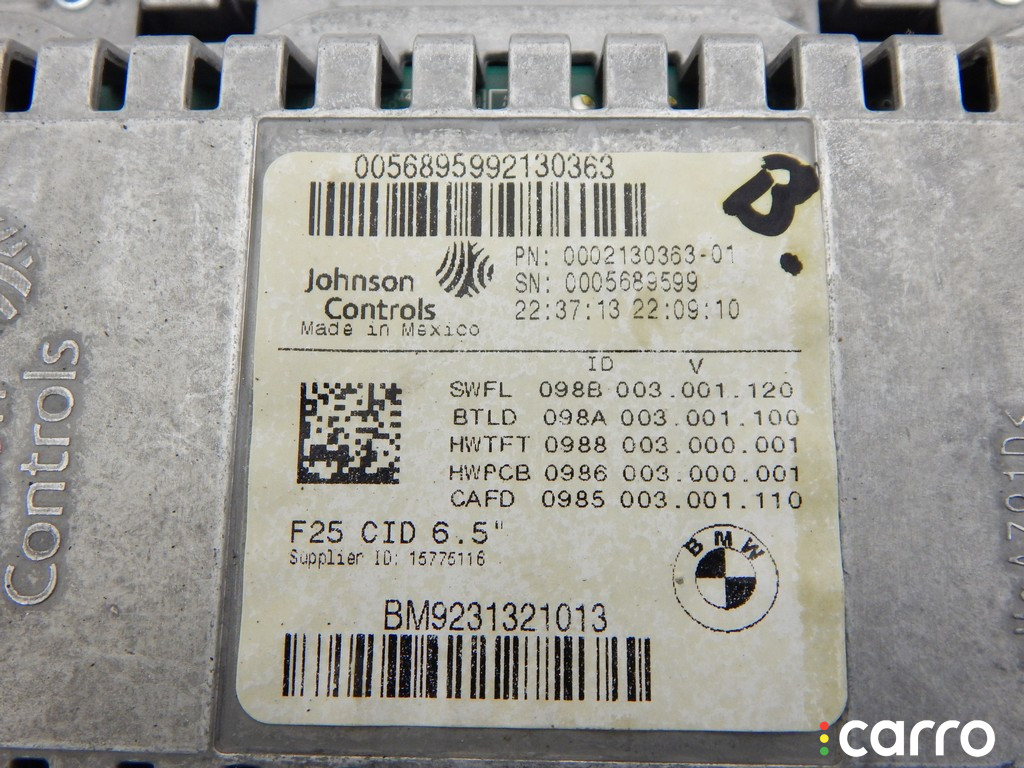 0056895992130363
B.
Johnson
Controls
Made in Mexico
PN: 0002130363-01
SN: 0005689599
22:37:13 22:09:10
ID V
SWFL 098B 003.001.120
BTLD 098A 003.001.100
HWTFT 0988 003.000.001
HWPCB 0986 003.000.001
CAFD 0985 003.001.110
F25 CID 6.5"
Supplier ID: 15775116
BMW
BM9231321013
Controls
carro